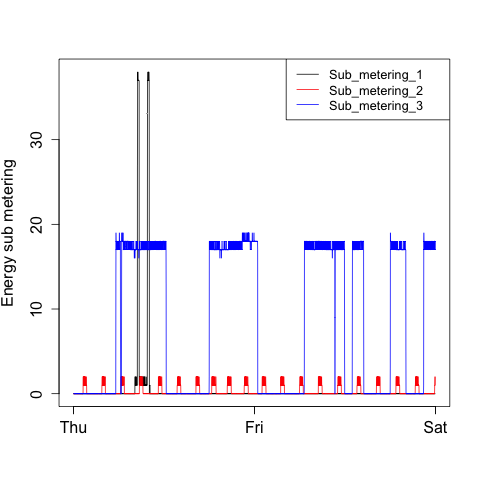 Sub_metering_1
Sub_metering_2
Sub_metering_3
Energy sub metering
30
20
10
0
Thu Fri Sat